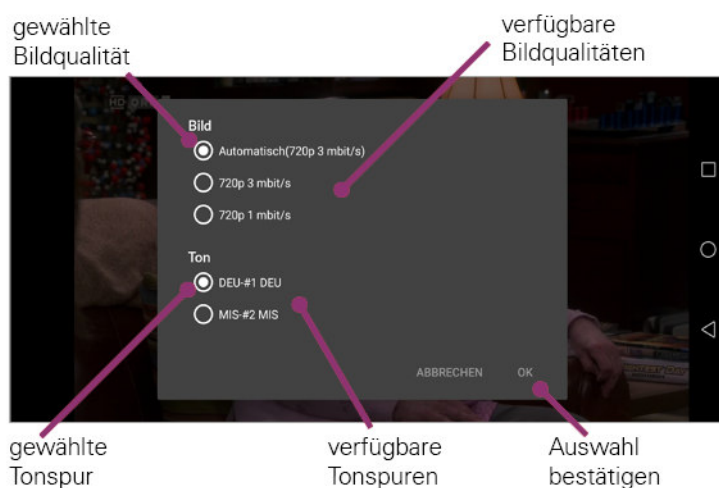 gewählte
Bildqualität
verfügbare
Bildqualitäten
HD
Bild
Automatisch(720p 3 mbit/s)
720p 3 mbit/s
720p 1 mbit/s
Ton
DEU-#1 DEU
MIS-#2 MIS
ABBRECHEN OK
gewählte
Tonspur
verfügbare
Tonspuren
Auswahl
bestätigen